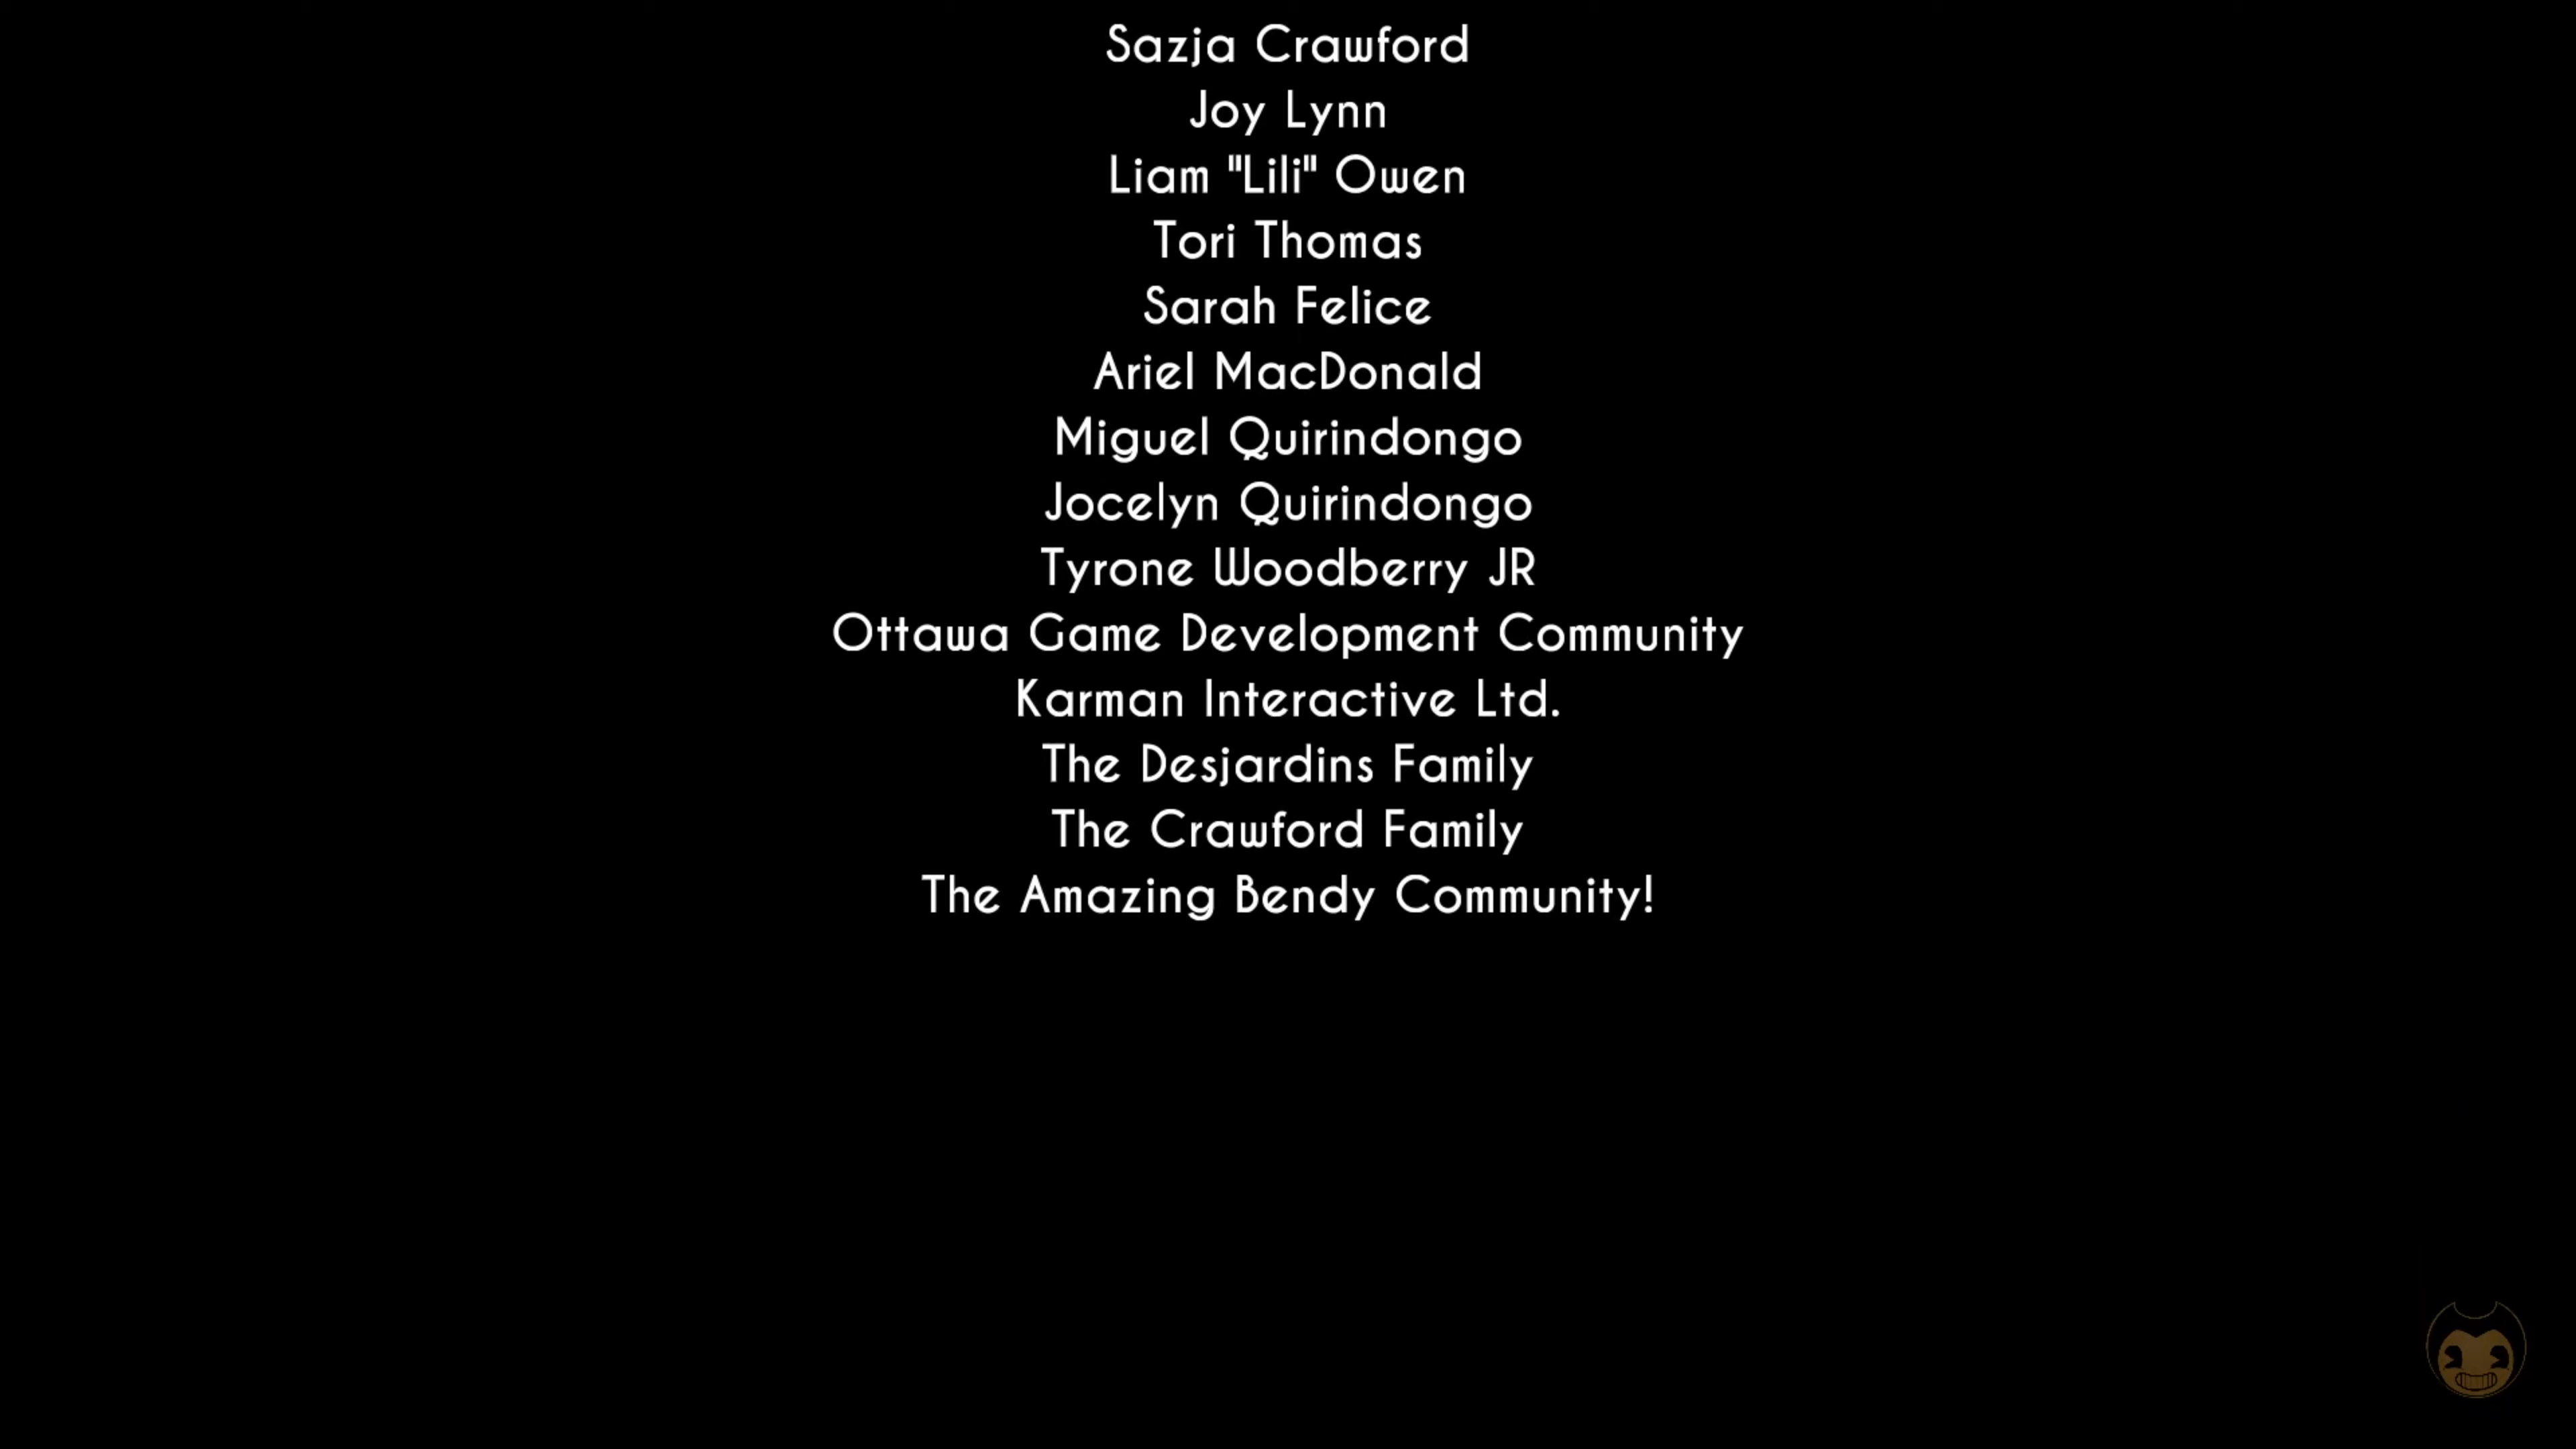 Sazja Crawford
Joy Lynn
Liam "Lili" Owen
Tori Thomas
Sarah Felice
Ariel MacDonald
Miguel Quirindongo
Jocelyn Quirindongo
Tyrone Woodberry JR
Ottawa Game Development Community
Karman Interactive Ltd.
The Desjardins Family
The Crawford Family
The Amazing Bendy Community!